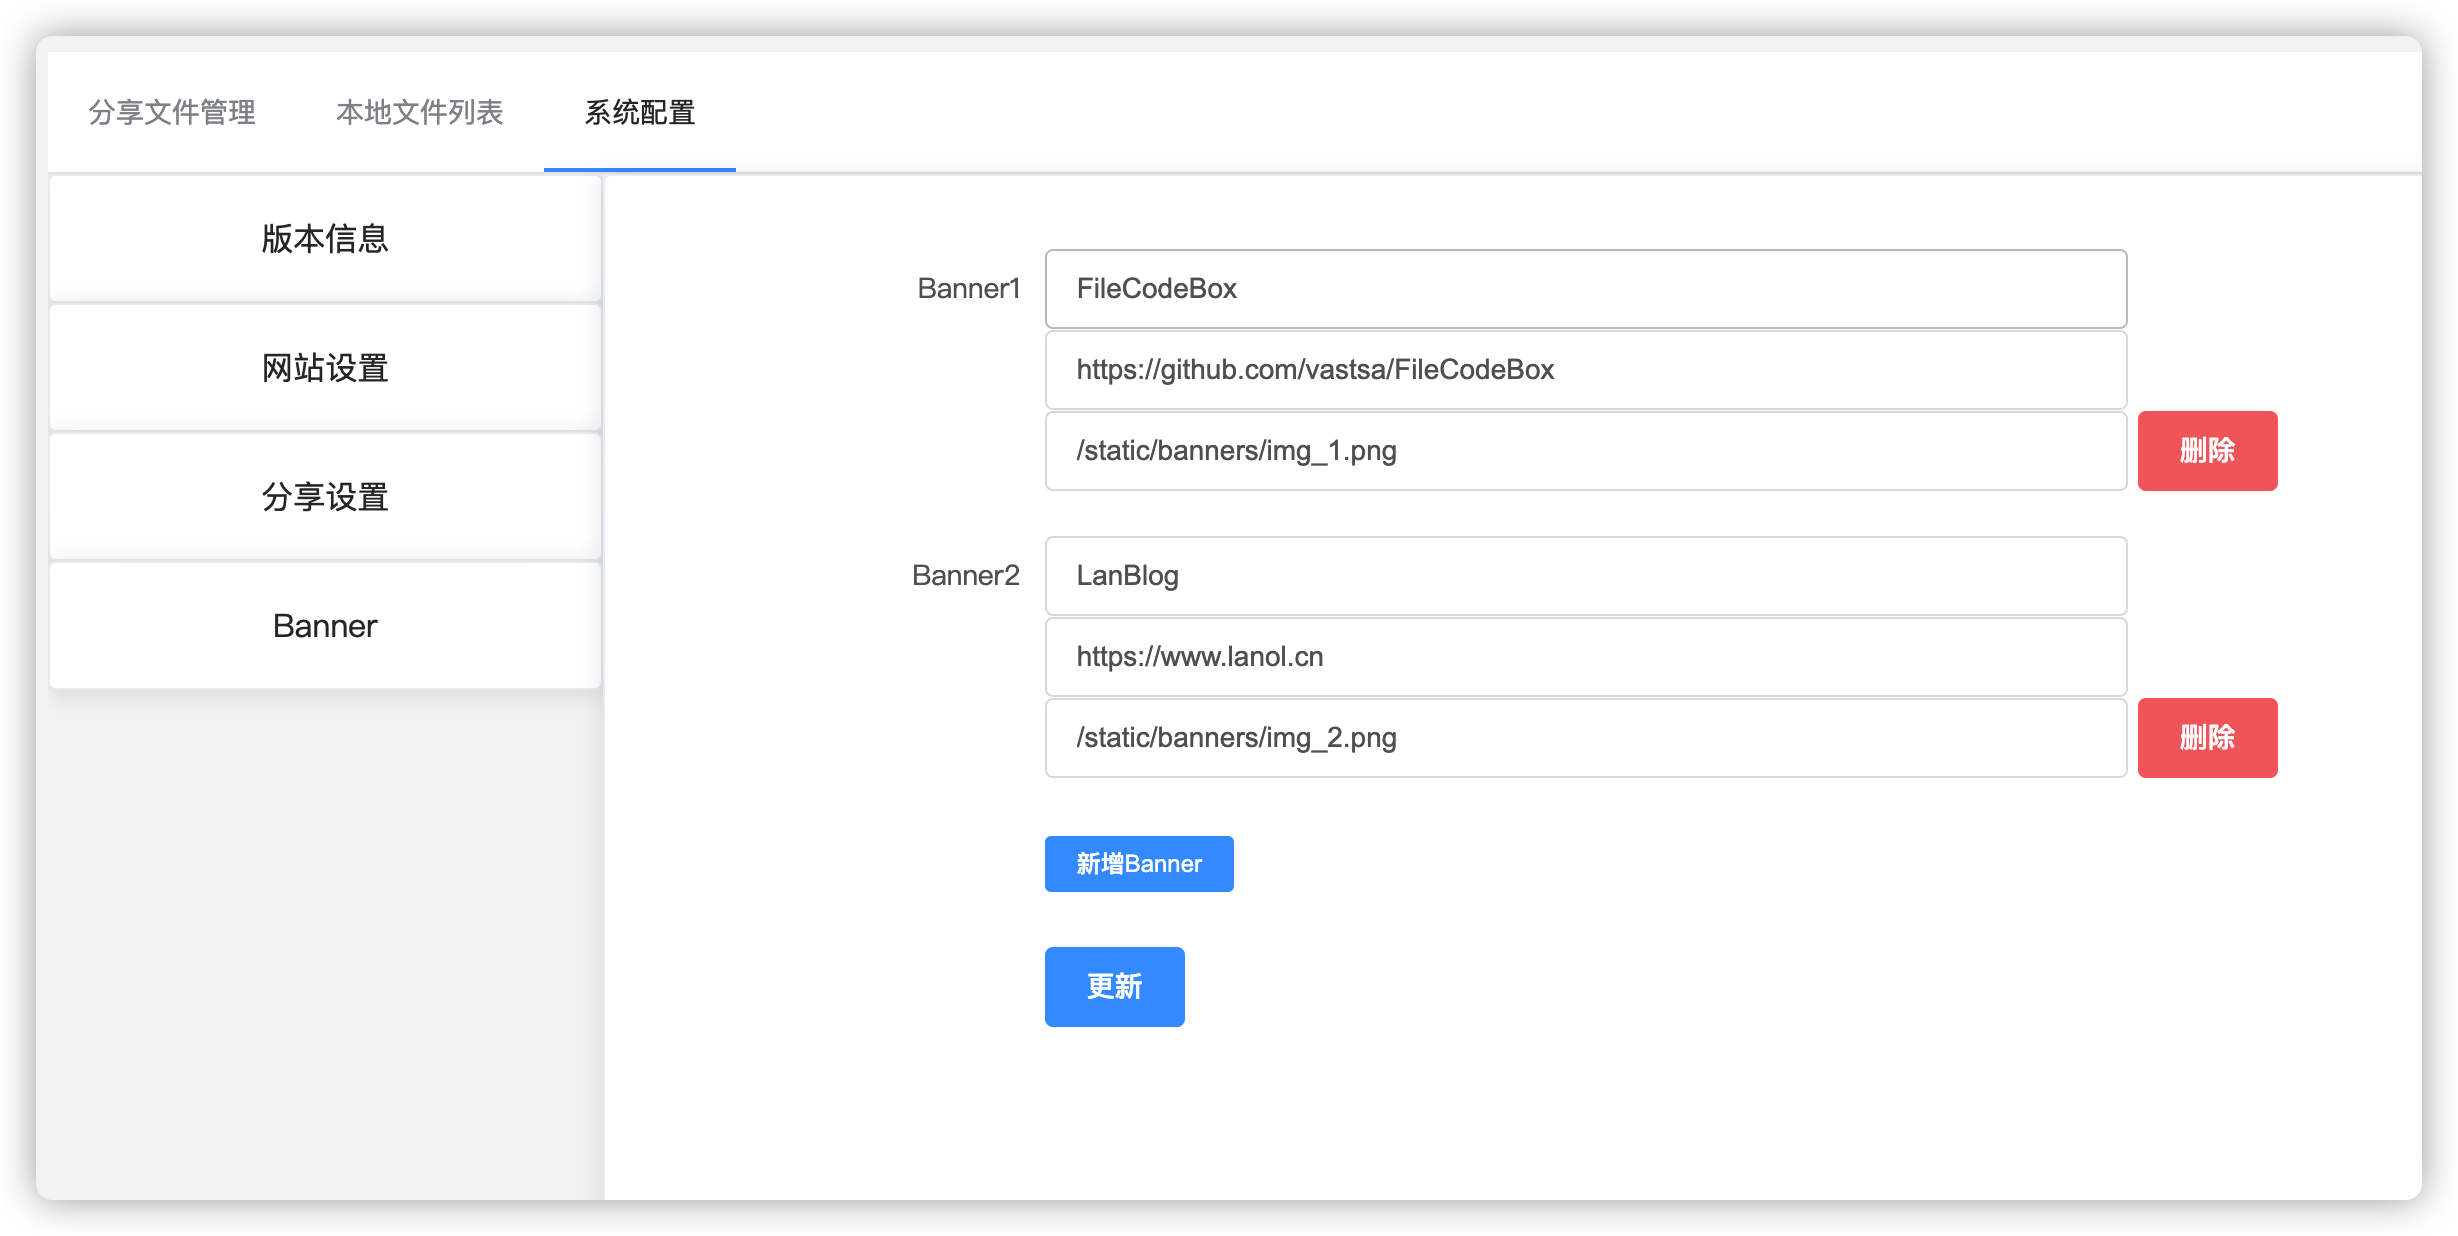 分享文件管理 本地文件列表 系统配置
版本信息
网站设置
分享设置
Banner
Banner1 FileCodeBox
https://github.com/vastsa/FileCodeBox
/static/banners/img_1.png 删除
Banner2 LanBlog
https://www.lanol.cn
/static/banners/img_2.png 删除
新增Banner
更新